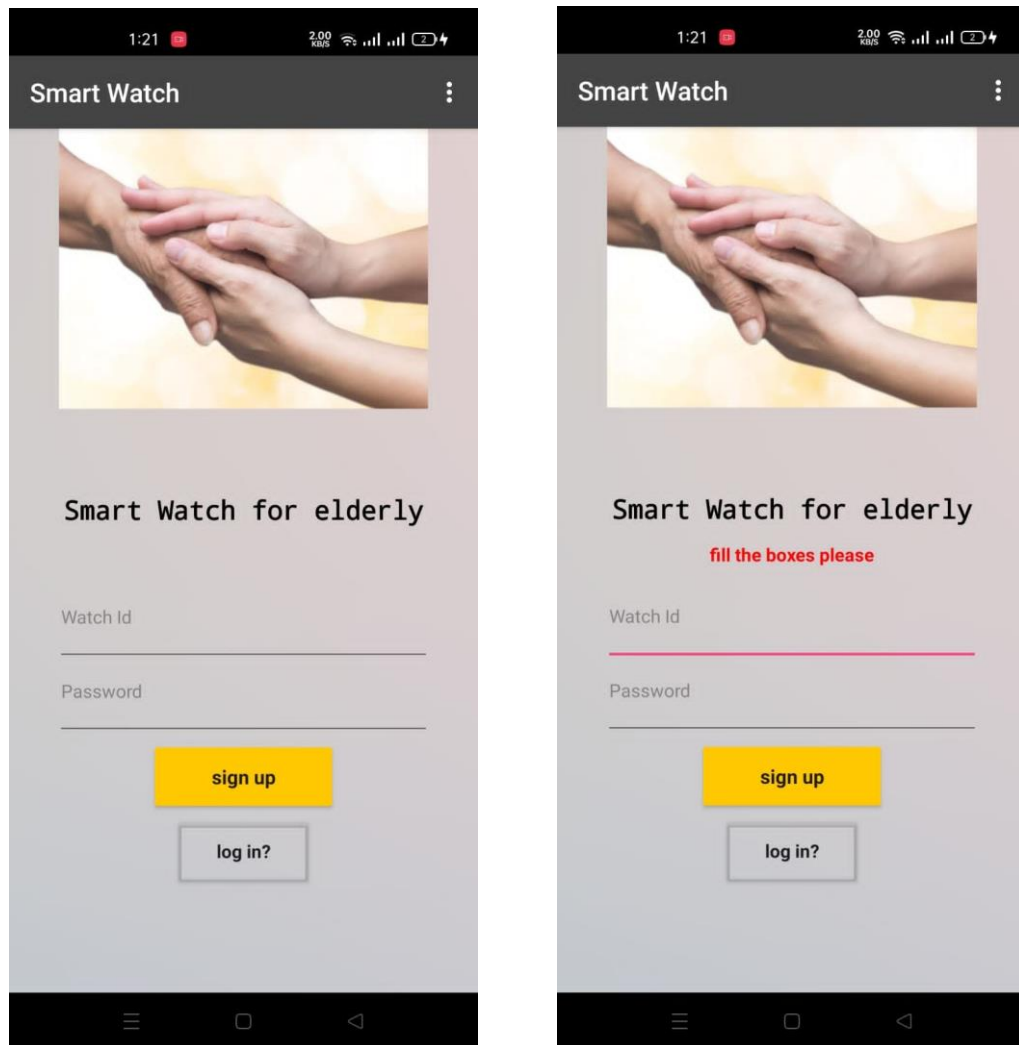 1:21
2.00
KB/S
2
Smart Watch
Smart Watch for elderly
Watch Id
Password
sign up
log in?
1:21
2.00
KB/S
2
Smart Watch
Smart Watch for elderly
fill the boxes please
Watch Id
Password
sign up
log in?